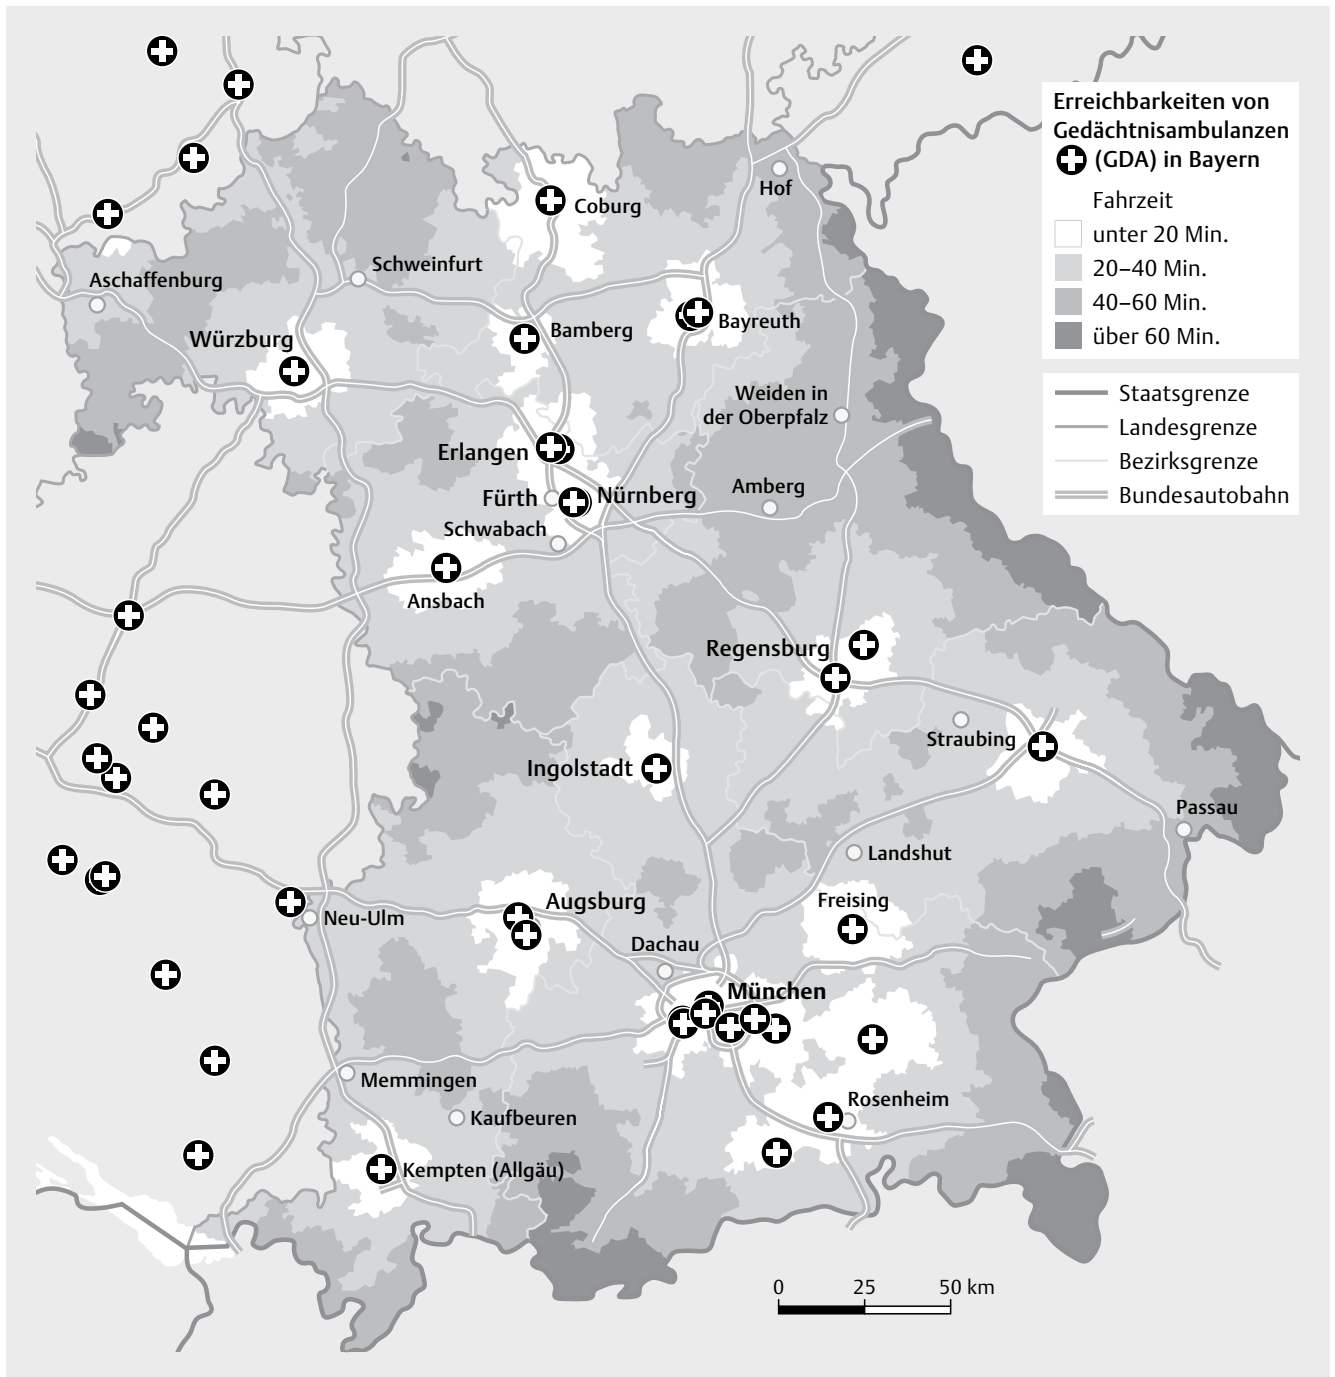 Erreichbarkeiten von
Gedächtnisambulanzen
(GDA) in Bayern
Fahrzeit
unter 20 Min.
20–40 Min.
40–60 Min.
über 60 Min.
Staatsgrenze
Landesgrenze
Bezirksgrenze
Bundesautobahn
Hof
Coburg
Schweinfurt
Aschaffenburg
Bayreuth
Bamberg
Würzburg
Weiden in
der Oberpfalz
Erlangen
Amberg
Fürth
Nürnberg
Schwabach
Ansbach
Regensburg
Straubing
Ingolstadt
Passau
Landshut
Augsburg
Freising
Neu-Ulm
Dachau
München
Memmingen
Rosenheim
Kaufbeuren
Kempten (Allgäu)
0 25 50 km